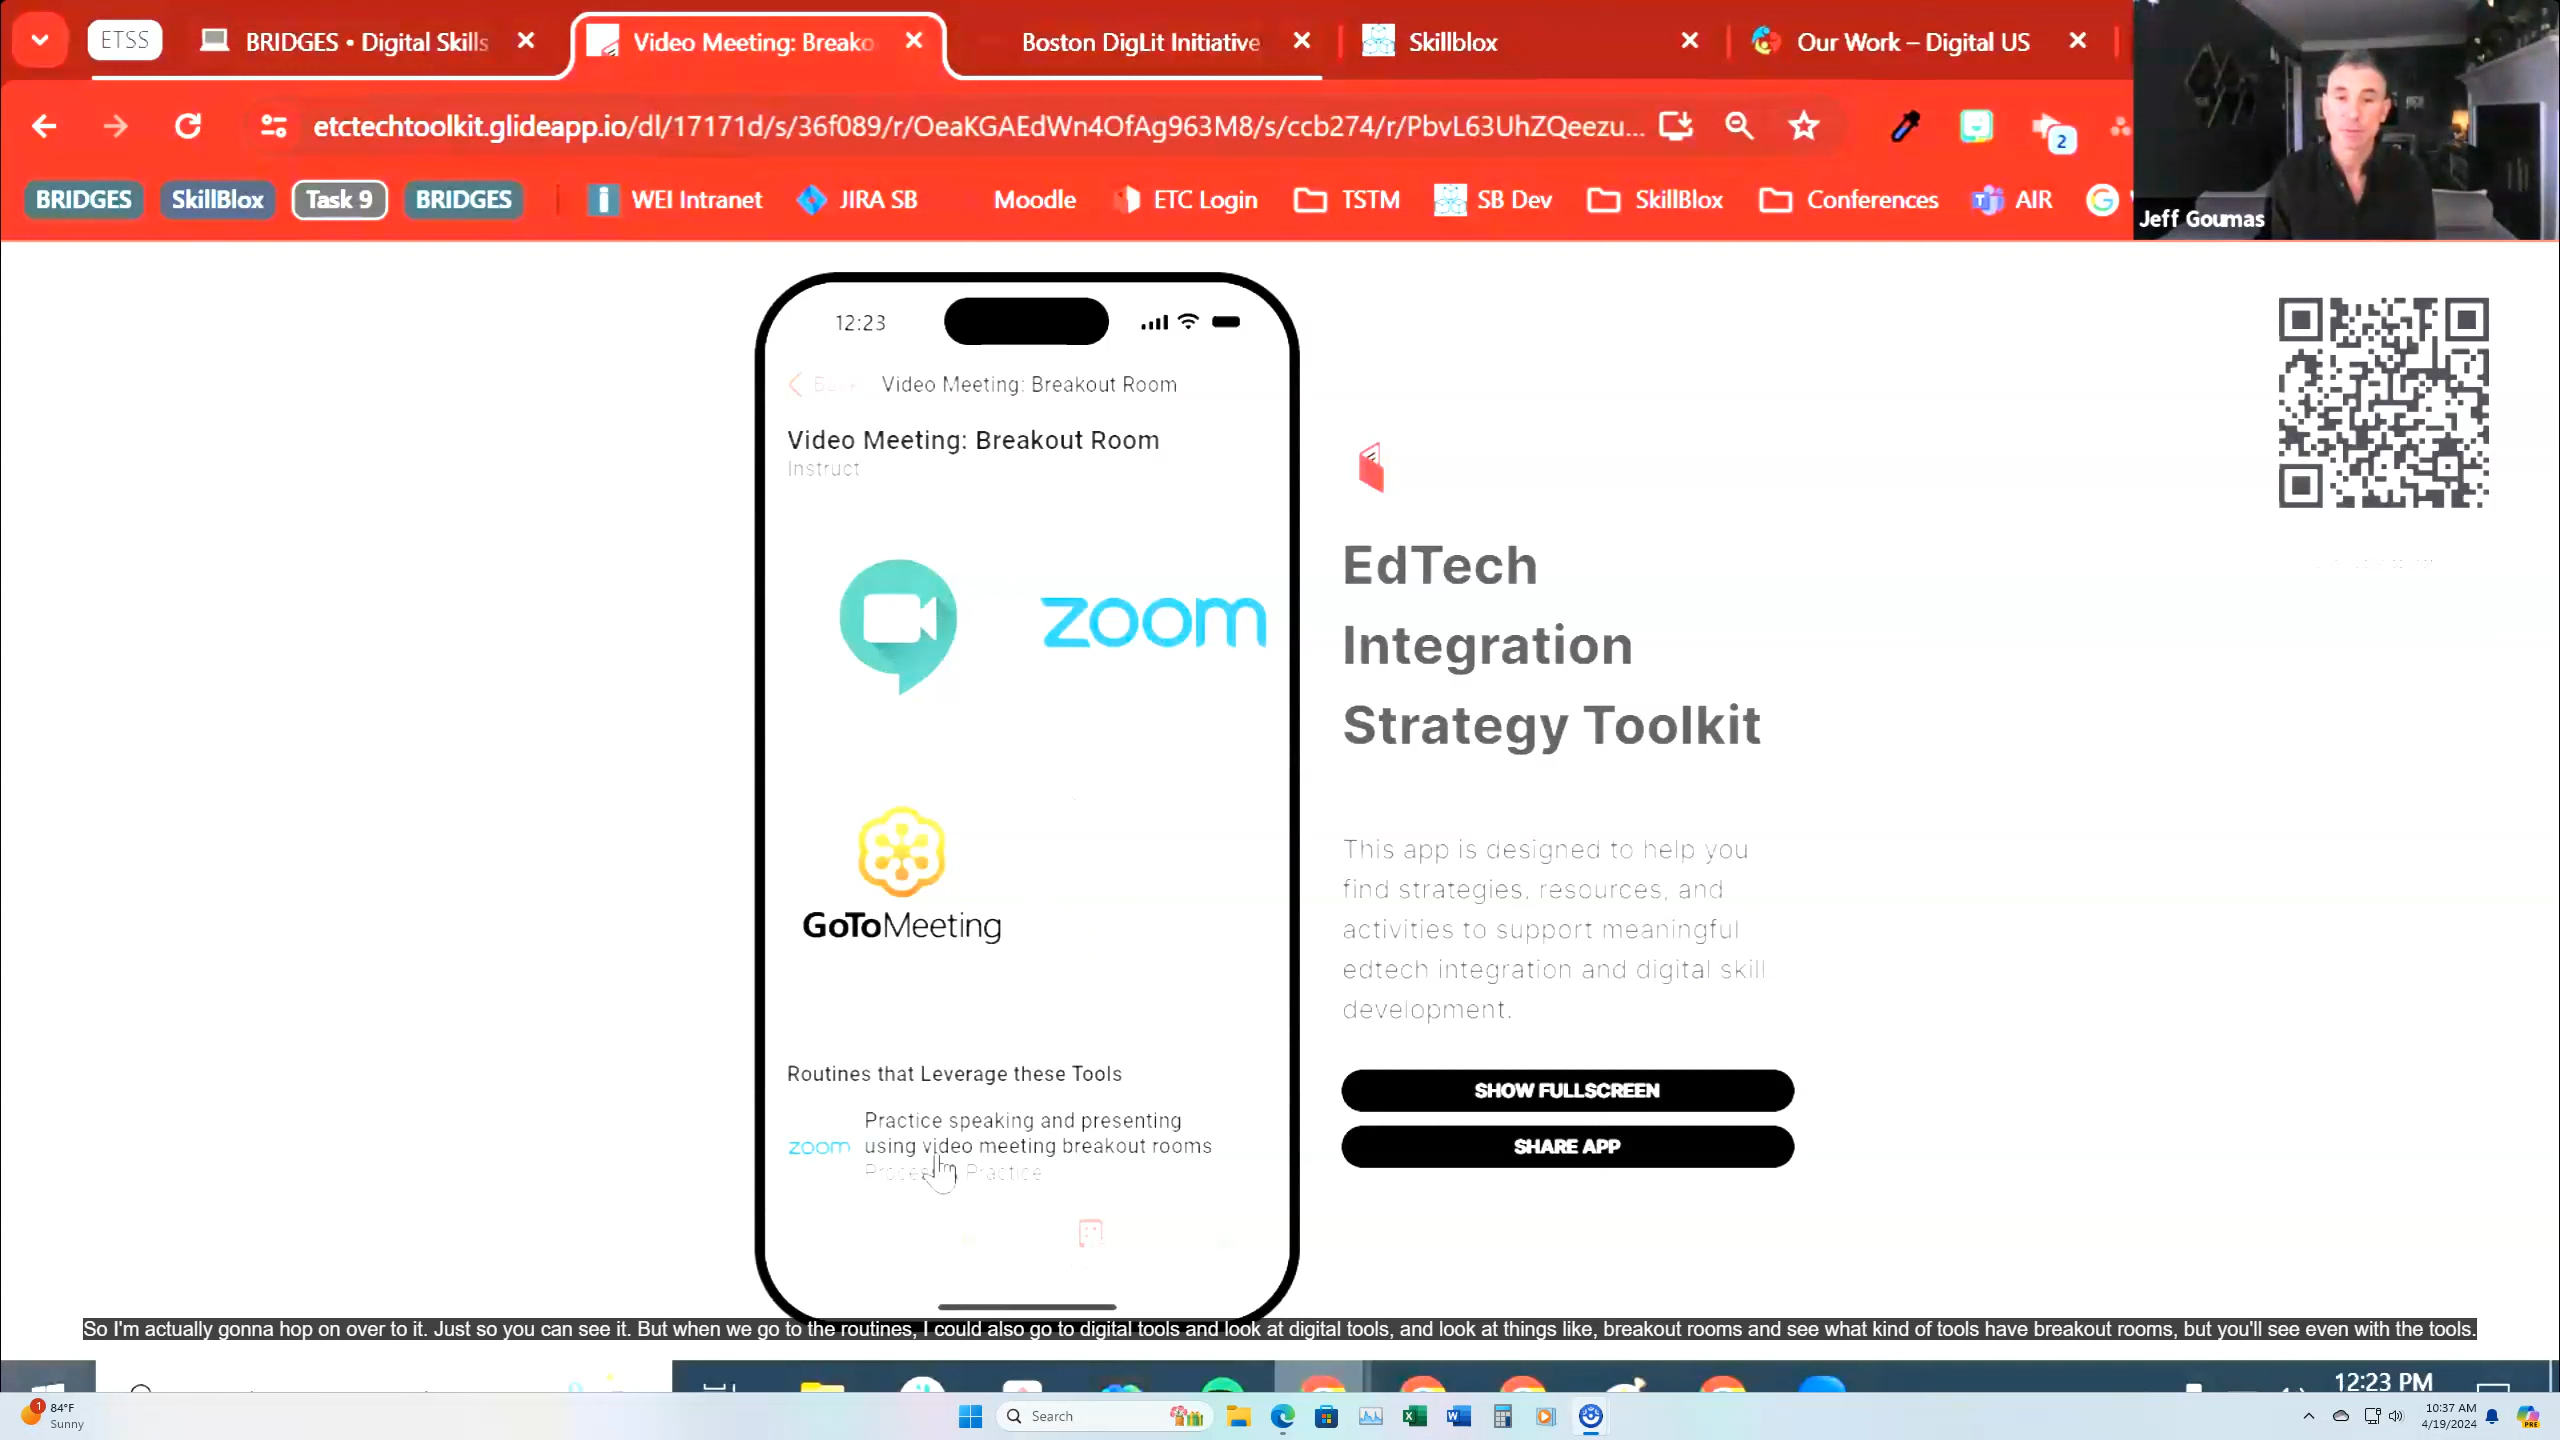 ETSS
BRIDGES • Digital Skills
Video Meeting: Breako
Boston DigLit Initiative
Skillblox
Our Work – Digital US
etctechtoolkit.glideapp.io/dl/17171d/s/36f089/r/OeaKGAEdWn4OfAg963M8/s/ccb274/r/PbvL63UhZQeezu...
2
BRIDGES
SkillBlox
Task 9
BRIDGES
WEI Intranet
JIRA SB
Moodle
ETC Login
TSTM
SB Dev
SkillBlox
Conferences
AIR
Jeff Goumas
12:23
Video Meeting: Breakout Room
Video Meeting: Breakout Room
Instruct
zoom
GoToMeeting
Routines that Leverage these Tools
zoom
Practice speaking and presenting
using video meeting breakout rooms
Practice
EdTech
Integration
Strategy Toolkit
This app is designed to help you
find strategies, resources, and
activities to support meaningful
edtech integration and digital skill
development.
SHOW FULLSCREEN
SHARE APP
So I'm actually gonna hop on over to it. Just so you can see it. But when we go to the routines, I could also go to digital tools and look at digital tools, and look at things like, breakout rooms and see what kind of tools have breakout rooms, but you'll see even with the tools.
12:23 PM
1
84°F
Sunny
Search
10:37 AM
4/19/2024
PRE